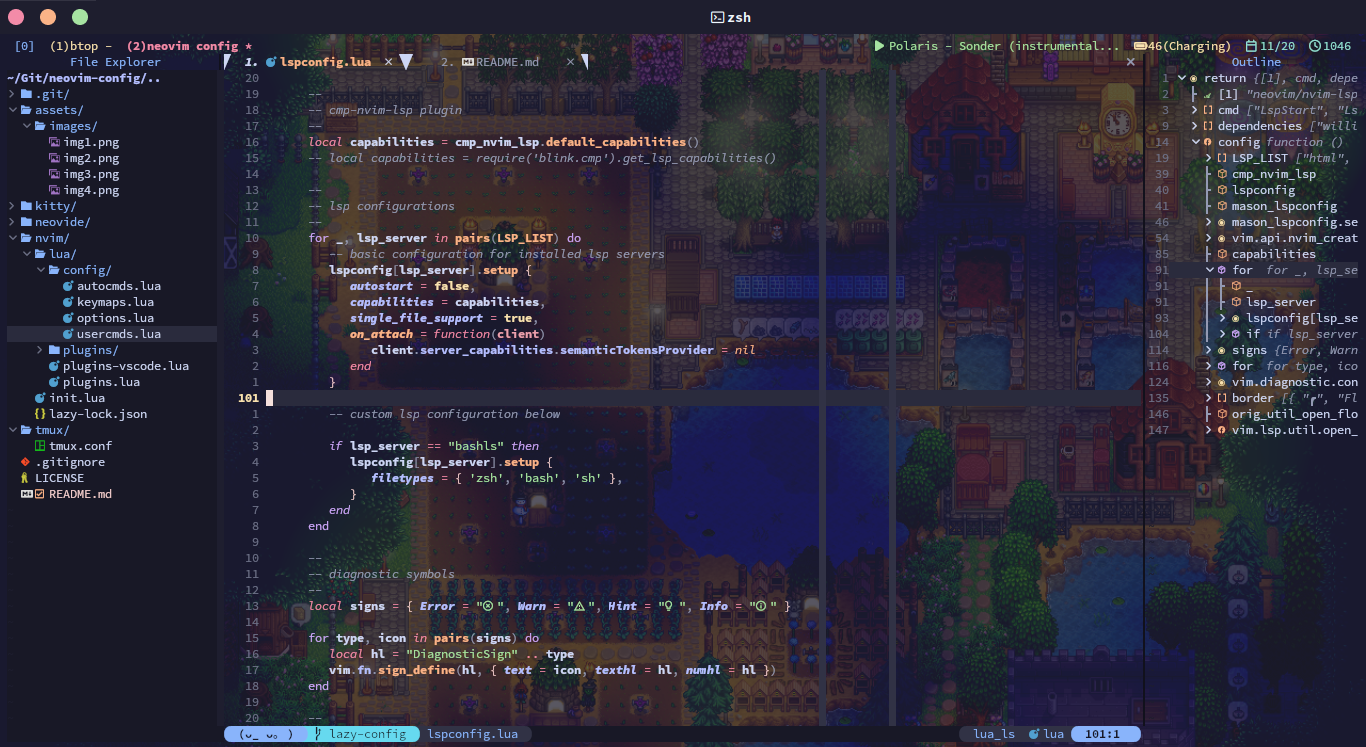 zsh
[0] (1)btop - (2)neovim config *
Polaris - Sonder (instrumental... 46(Charging) 11/20 1046
File Explorer
~/Git/neovim-config/..
.git/
assets/
images/
img1.png
img2.png
img3.png
img4.png
kitty/
neovide/
nvim/
lua/
config/
autocmds.lua
keymaps.lua
options.lua
usercmds.lua
plugins/
plugins-vscode.lua
plugins.lua
init.lua
lazy-lock.json
tmux/
tmux.conf
.gitignore
LICENSE
README.md
1. lspconfig.lua × 2. README.md × ×
20
19 --
18 -- cmp-nvim-lsp plugin
17 --
16 local capabilities = cmp_nvim_lsp.default_capabilities()
15 -- local capabilities = require('blink.cmp').get_lsp_capabilities()
14
13 --
12 -- lsp configurations
11 --
10 for _, lsp_server in pairs(LSP_LIST) do
9 -- basic configuration for installed lsp servers
8 lspconfig[lsp_server].setup {
7 autostart = false,
6 capabilities = capabilities,
5 single_file_support = true,
4 on_attach = function(client)
3 client.server_capabilities.semanticTokensProvider = nil
2 end
1 }
101
1 -- custom lsp configuration below
2
3 if lsp_server == "bashls" then
4 lspconfig[lsp_server].setup {
5 filetypes = { 'zsh', 'bash', 'sh' },
6 }
7 end
8 end
9
10 --
11 -- diagnostic symbols
12 --
13 local signs = { Error = " ", Warn = " ", Hint = " ", Info = " " }
14
15 for type, icon in pairs(signs) do
16 local hl = "DiagnosticSign" .. type
17 vim.fn.sign_define(hl, { text = icon, texthl = hl, numhl = hl })
18 end
19
20 --
Outline
1 return {[1], cmd, depe
2 [1] "neovim/nvim-lsp
3 cmd ["LspStart", "Ls
9 dependencies ["willi
14 config function ()
19 LSP_LIST ["html",
39 cmp_nvim_lsp
40 lspconfig
41 mason_lspconfig
46 mason_lspconfig.se
54 vim.api.nvim_creat
85 capabilities
91 for for _, lsp_se
91 _
91 lsp_server
93 lspconfig[lsp_se
104 if if lsp_server
114 signs {Error, Warn
116 for for type, ico
124 vim.diagnostic.con
135 border [{ "╭", "Fl
146 orig_util_open_flo
147 vim.lsp.util.open_
lazy-config lspconfig.lua
lua_ls lua 101:1